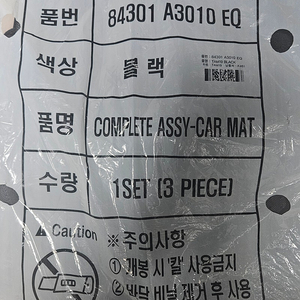 품번 84301 A3010 EQ
색상 블랙
품명 COMPLETE ASSY-CAR MAT
수량 1SET (3 PIECE)
Caution ※주의사항
① 개봉 시 칼 사용금지
② 바닥 비닐 제거 후 사용